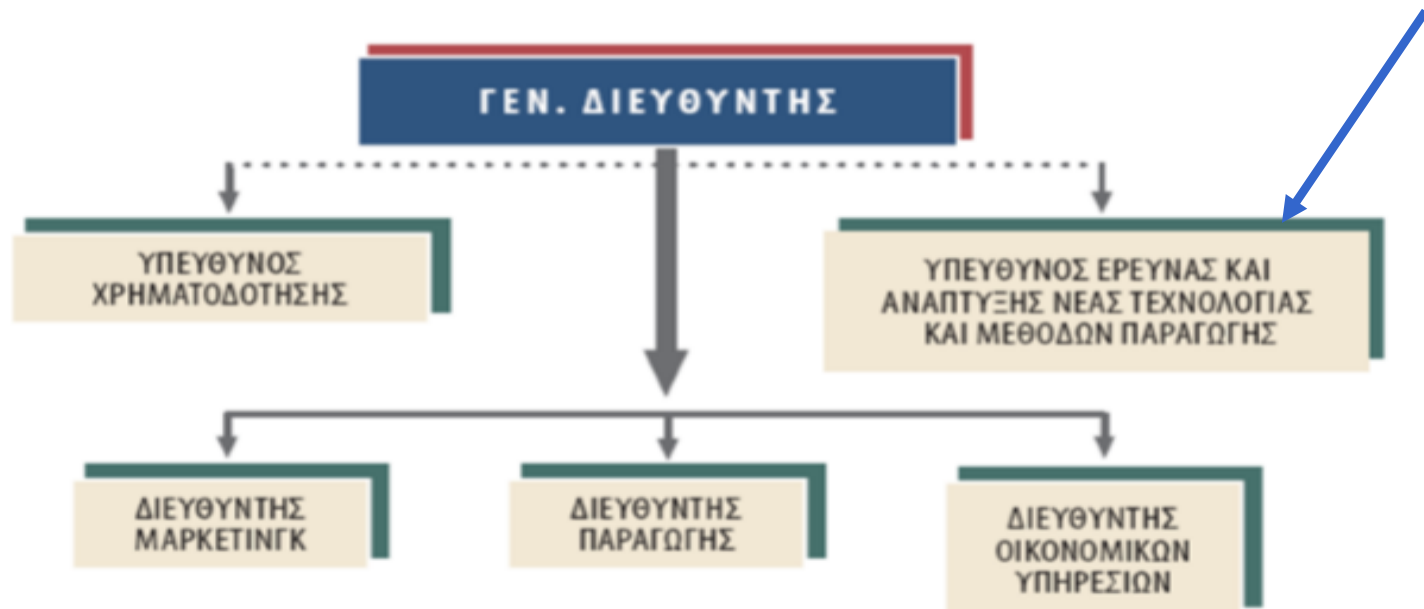 ΓΕΝ. ΔΙΕΥΘΥΝΤΗΣ
ΥΠΕΥΘΥΝΟΣ
ΧΡΗΜΑΤΟΔΟΤΗΣΗΣ
ΥΠΕΥΘΥΝΟΣ ΕΡΕΥΝΑΣ ΚΑΙ
ΑΝΑΠΤΥΞΗΣ ΝΕΑΣ ΤΕΧΝΟΛΟΓΙΑΣ
ΚΑΙ ΜΕΘΟΔΩΝ ΠΑΡΑΓΩΓΗΣ
ΔΙΕΥΘΥΝΤΗΣ
ΜΑΡΚΕΤΙΝΓΚ
ΔΙΕΥΘΥΝΤΗΣ
ΠΑΡΑΓΩΓΗΣ
ΔΙΕΥΘΥΝΤΗΣ
ΟΙΚΟΝΟΜΙΚΩΝ
ΥΠΗΡΕΣΙΩΝ